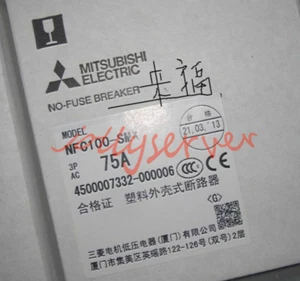 MITSUBISHI
ELECTRIC
NO-FUSE BREAKER
来福
MODEL
NFC100-SMX
3P 75A
AC
合格
21.03.'13
4500007332-000006
CCC
合格证 塑料外壳式断路器
<G>
三菱电机低压电器(厦门)有限公司
厦门市集美区英瑶路122-126号(双号)2层